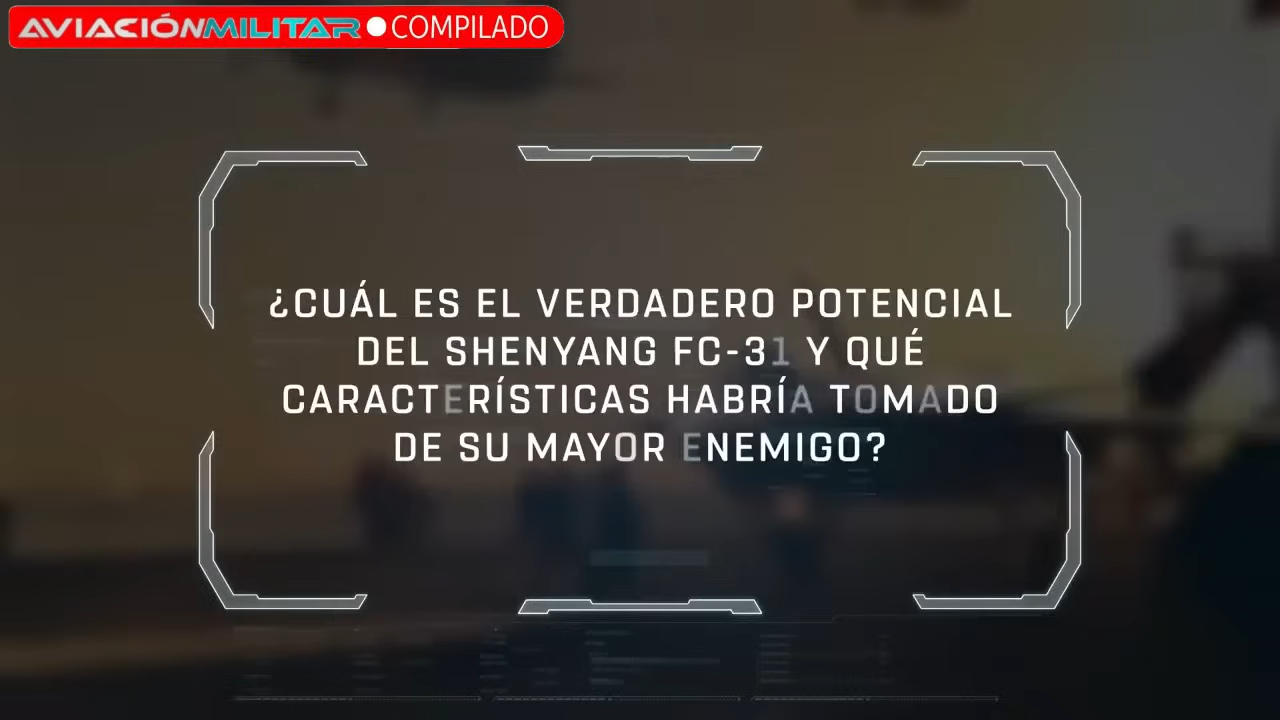 AVIACIÓNMILITAR COMPILADO
¿CUÁL ES EL VERDADERO POTENCIAL
DEL SHENYANG FC-31 Y QUÉ
CARACTERÍSTICAS HABRÍA TOMADO
DE SU MAYOR ENEMIGO?